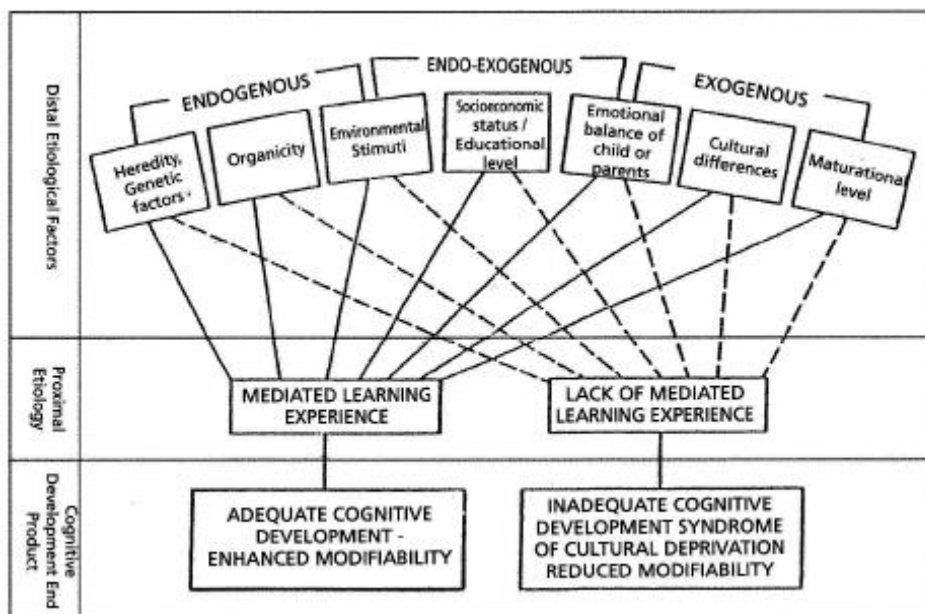 Distal Etiological Factors
ENDOGENOUS
ENDO-EXOGENOUS
EXOGENOUS
Heredity,
Genetic
factors
Organicity
Environmental
Stimuti
Socioeconomic
status /
Educational
level
Emotional
balance of
child or
parents
Cultural
differences
Maturational
level
Proximal
Etiology
MEDIATED LEARNING
EXPERIENCE
LACK OF MEDIATED
LEARNING EXPERIENCE
Cognitive
Development End
Product
ADEQUATE COGNITIVE
DEVELOPMENT -
ENHANCED MODIFIABILITY
INADEQUATE COGNITIVE
DEVELOPMENT SYNDROME
OF CULTURAL DEPRIVATION
REDUCED MODIFIABILITY